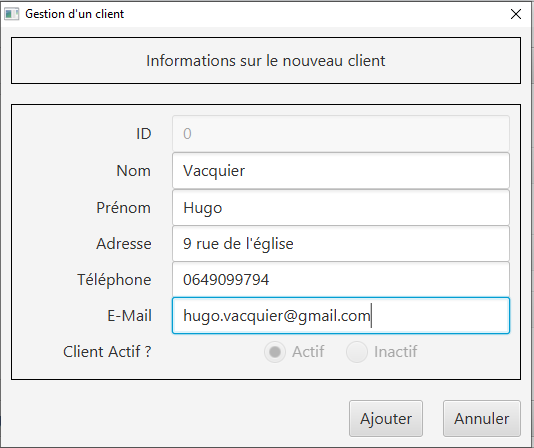 Gestion d'un client
Informations sur le nouveau client
ID 0
Nom Vacquier
Prénom Hugo
Adresse 9 rue de l'église
Téléphone 0649099794
E-Mail hugo.vacquier@gmail.com
Client Actif ? Actif Inactif
Ajouter Annuler